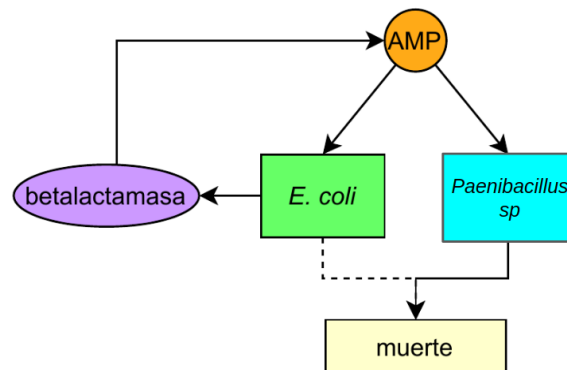 AMP
betalactamasa
E. coli
Paenibacillus
sp
muerte